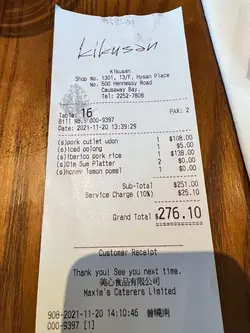 kikusan
Kikusan
Shop No. 1301, 13/F, Hysan Place
No. 500 Hennessy Road
Causeway Bay.
Tel: 2252-7808
Table: 16 PAX: 2
Bill No. 000-9397
Date: 2021-11-20 13:39:29
(s)pork cutlet udon 1 $108.00
(s)iced oolong 1 $5.00
(s)iberico pork rice 1 $138.00
(s)Dim Sum Platter 2 $0.00
(s)honey lemon pomel 1 $0.00
Sub-Total $251.00
Service Charge (10%) $25.10
Grand Total $276.10
Customer Receipt
Thank you! See you next time.
美心食品有限公司
Maxim's Caterers Limited
908-2021-11-20 14:10:46
000-9397 [1]